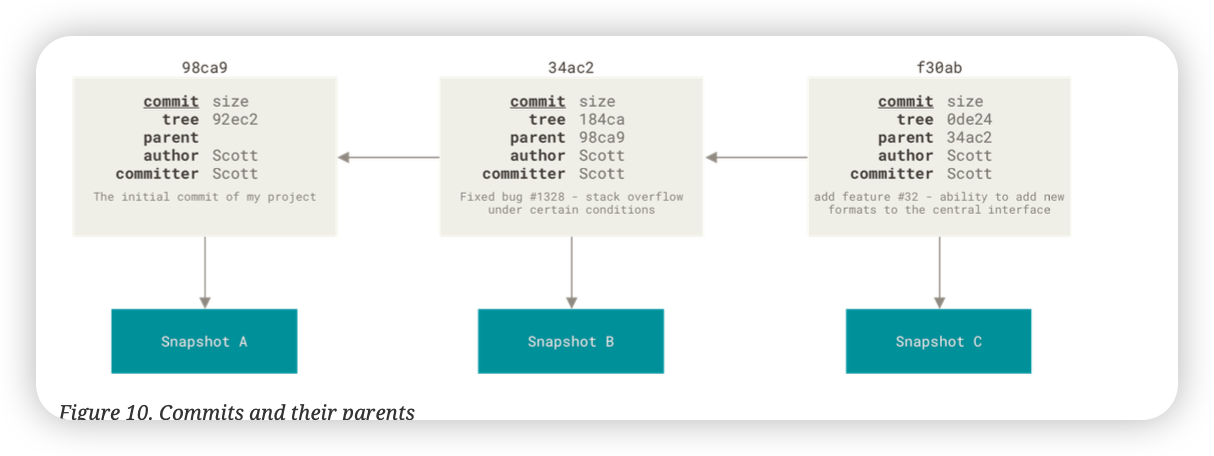 98ca9
commit size
tree 92ec2
parent
author Scott
committer Scott
The initial commit of my project
Snapshot A
34ac2
commit size
tree 184ca
parent 98ca9
author Scott
committer Scott
Fixed bug #1328 - stack overflow
under certain conditions
Snapshot B
f30ab
commit size
tree 0de24
parent 34ac2
author Scott
committer Scott
add feature #32 - ability to add new
formats to the central interface
Snapshot C
Figure 10. Commits and their parents